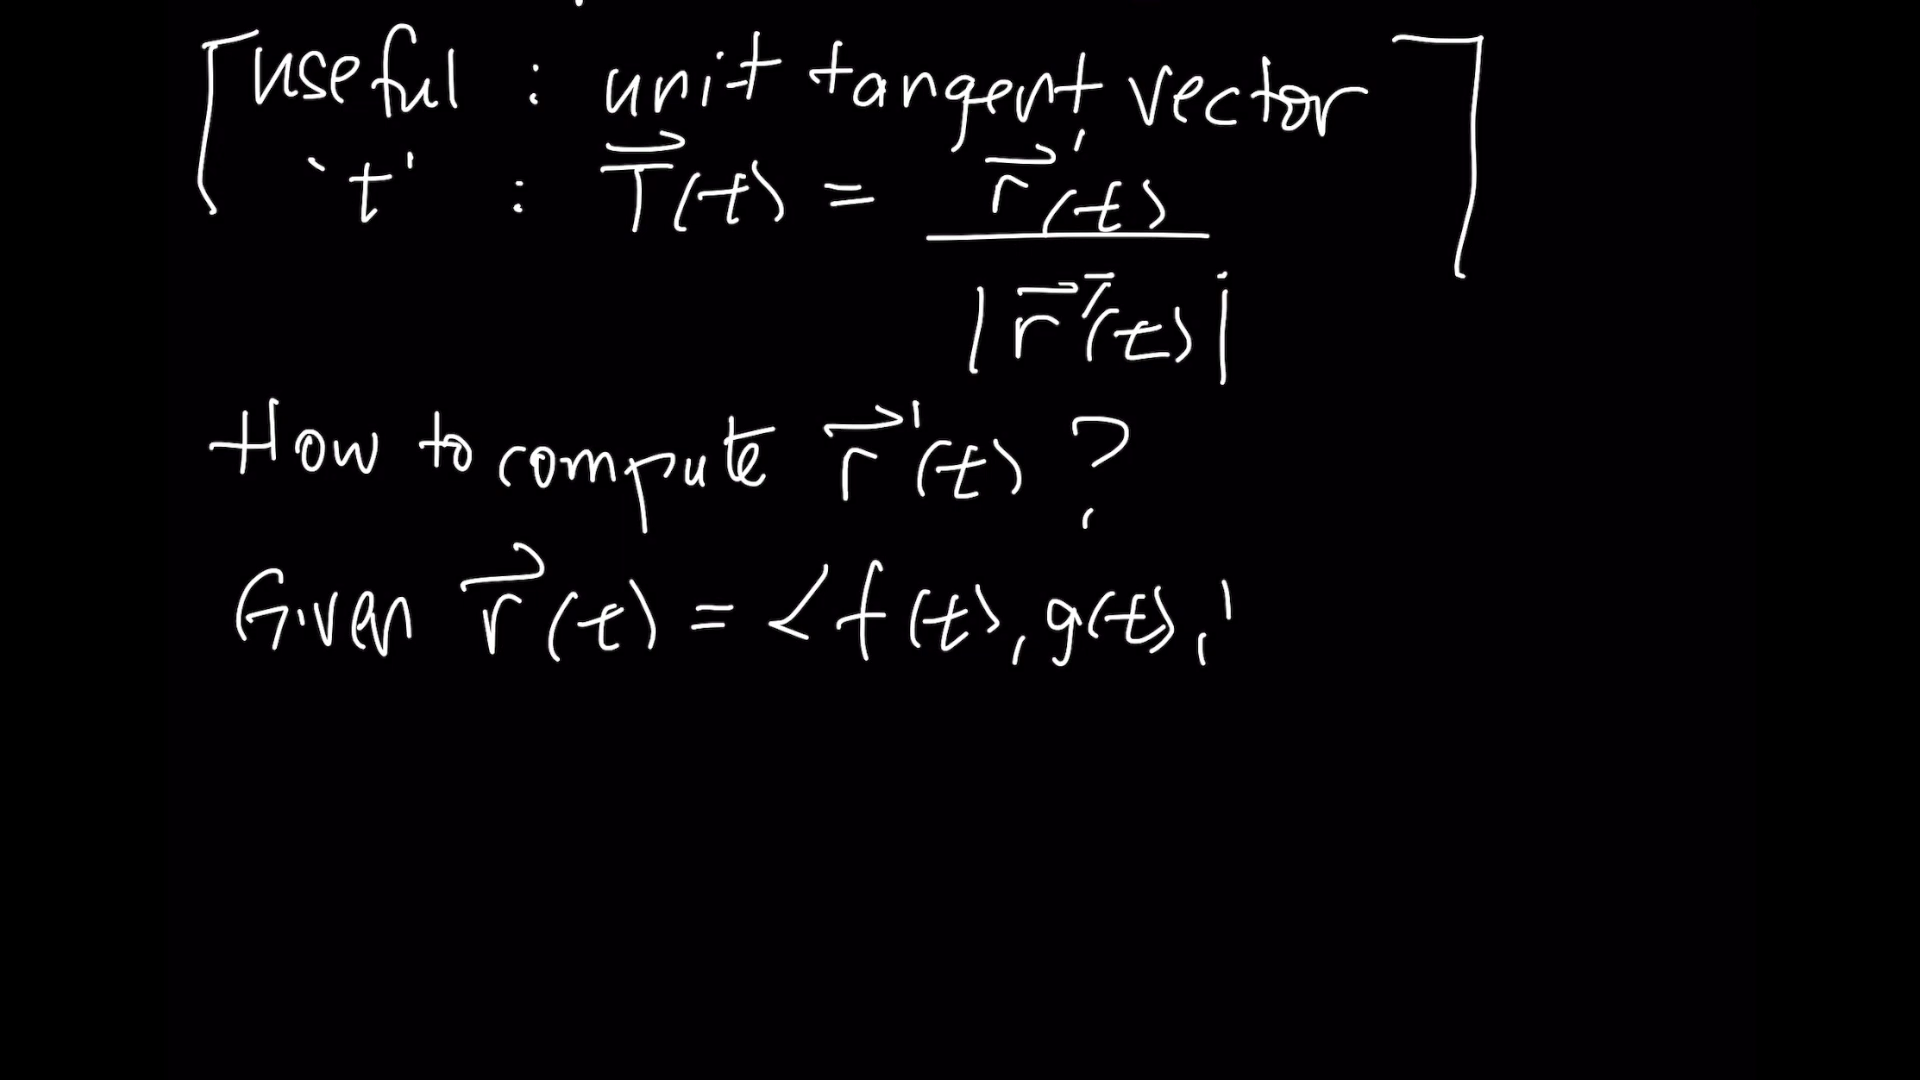 useful : unit tangent vector
't' : T⃗(t) = r⃗'(t) / |r⃗'(t)|
How to compute r⃗'(t) ?
Given r⃗(t) = <f(t), g(t),